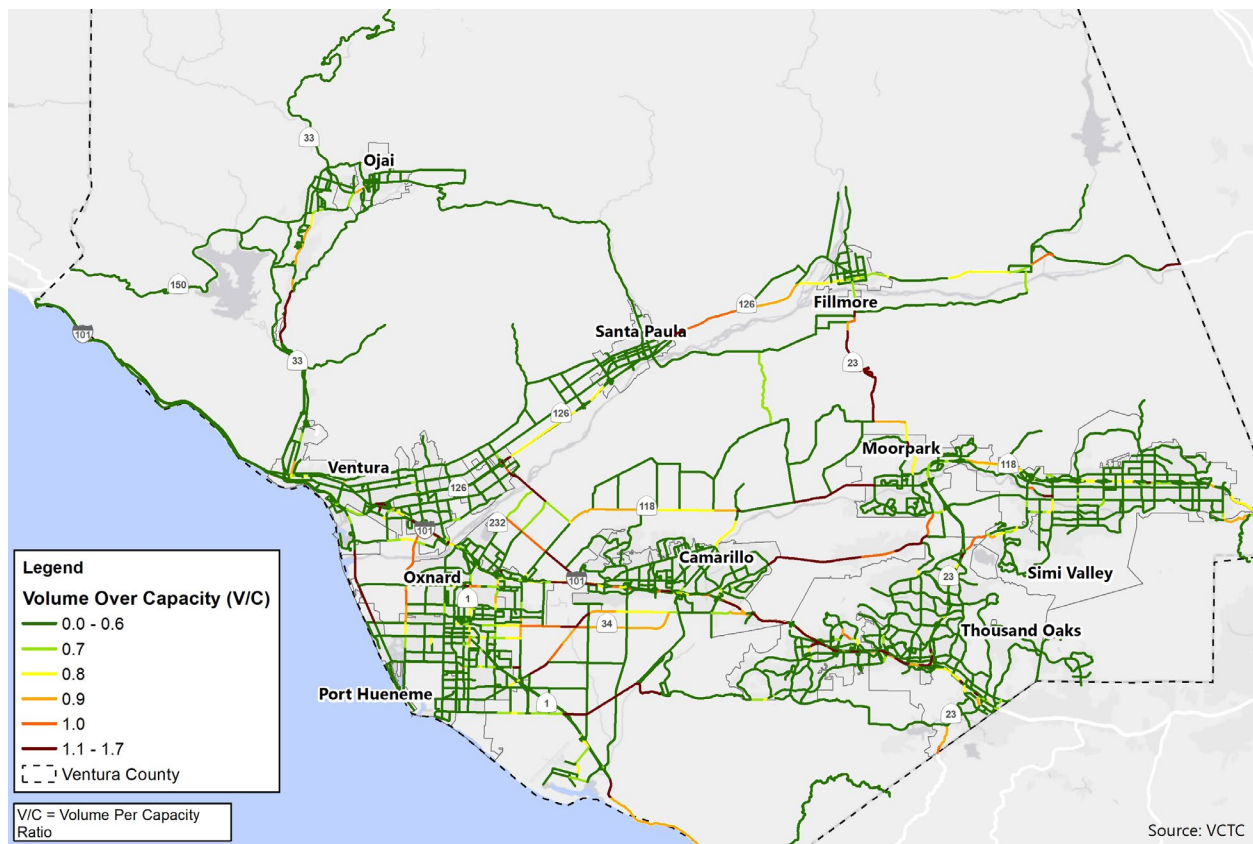 33
Ojai
150
101
126
Fillmore
Santa Paula
33
23
126
Moorpark
Ventura
118
126
118
232
101
Camarillo
101
Oxnard
23
Simi Valley
1
34
Thousand Oaks
Port Hueneme
1
23
Legend
Volume Over Capacity (V/C)
0.0 - 0.6
0.7
0.8
0.9
1.0
1.1 - 1.7
Ventura County
V/C = Volume Per Capacity
Ratio
Source: VCTC